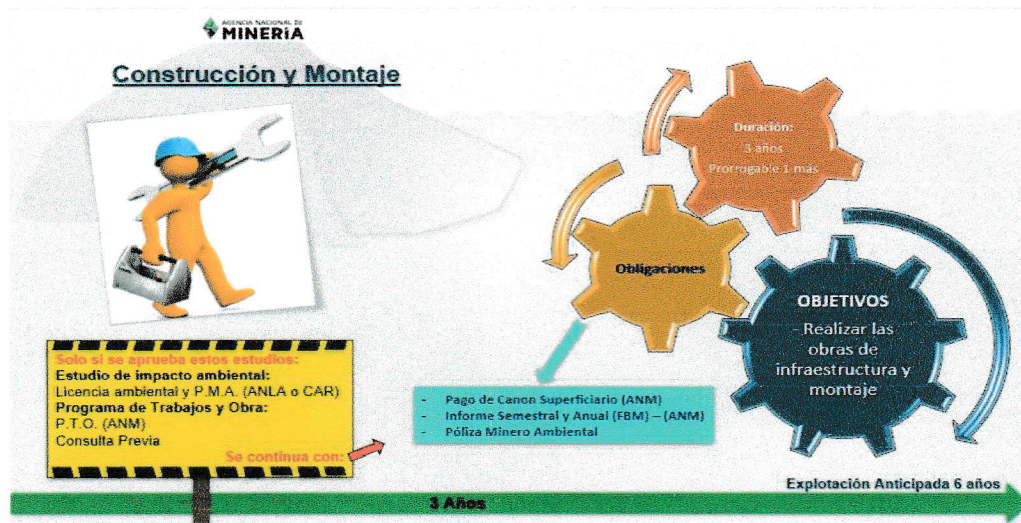 AGENCIA NACIONAL DE
MINERÍA
Construcción y Montaje
Duración:
3 años
Prorrogable 1 más
Obligaciones
OBJETIVOS
- Realizar las
obras de
infraestructura y
montaje
Solo si se aprueba estos estudios:
Estudio de impacto ambiental:
Licencia ambiental y P.M.A. (ANLA o CAR)
Programa de Trabajos y Obra:
P.T.O. (ANM)
Consulta Previa
Se continua con:
- Pago de Canon Superficiario (ANM)
- Informe Semestral y Anual (FBM) – (ANM)
- Póliza Minero Ambiental
Explotación Anticipada 6 años
3 Años